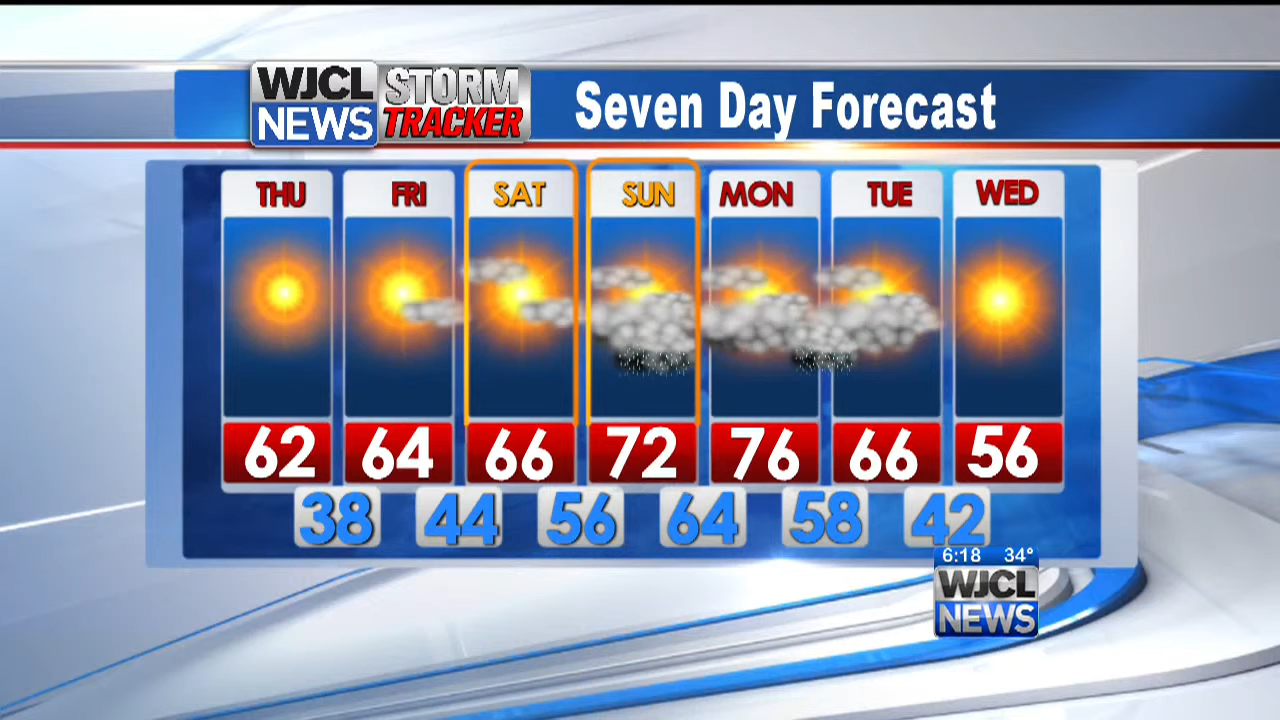 WJCL NEWS STORM TRACKER Seven Day Forecast
THU FRI SAT SUN MON TUE WED
62 64 66 72 76 66 56
38 44 56 64 58 42
6:18 34°
WJCL
NEWS